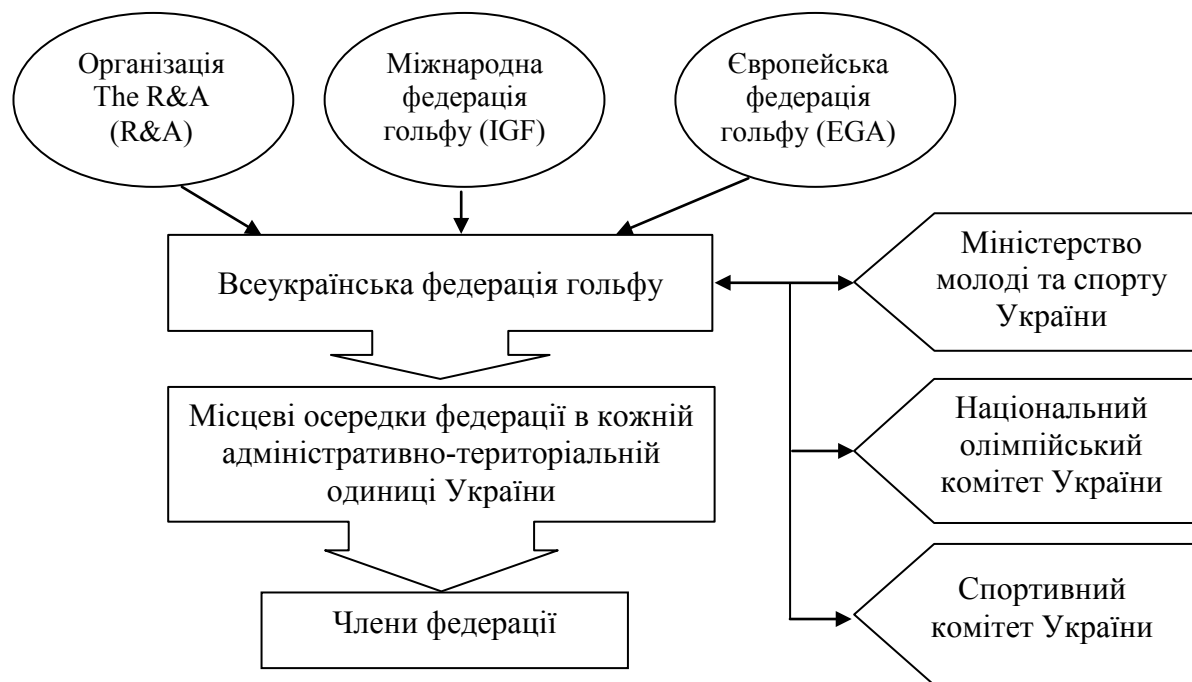 Організація
The R&A
(R&A)
Міжнародна
федерація
гольфу (IGF)
Європейська
федерація
гольфу (EGA)
Всеукраїнська федерація гольфу
Міністерство
молоді та спорту
України
Місцеві осередки федерації в кожній
адміністративно-територіальній
одиниці України
Національний
олімпійський
комітет України
Члени федерації
Спортивний
комітет України